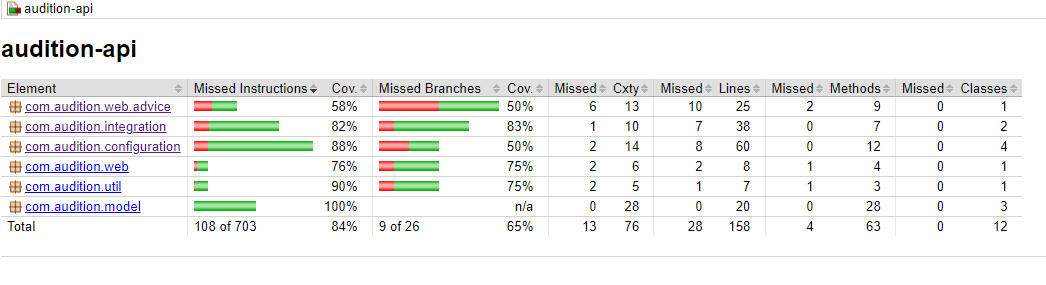 audition-api
audition-api
Element Missed Instructions Cov. Missed Branches Cov. Missed Cxty Missed Lines Missed Methods Missed Classes
com.audition.web.advice 58% 50% 6 13 10 25 2 9 0 1
com.audition.integration 82% 83% 1 10 7 38 0 7 0 2
com.audition.configuration 88% 50% 2 14 8 60 0 12 0 4
com.audition.web 76% 75% 2 6 2 8 1 4 0 1
com.audition.util 90% 75% 2 5 1 7 1 3 0 1
com.audition.model 100% n/a 0 28 0 20 0 28 0 3
Total 108 of 703 84% 9 of 26 65% 13 76 28 158 4 63 0 12